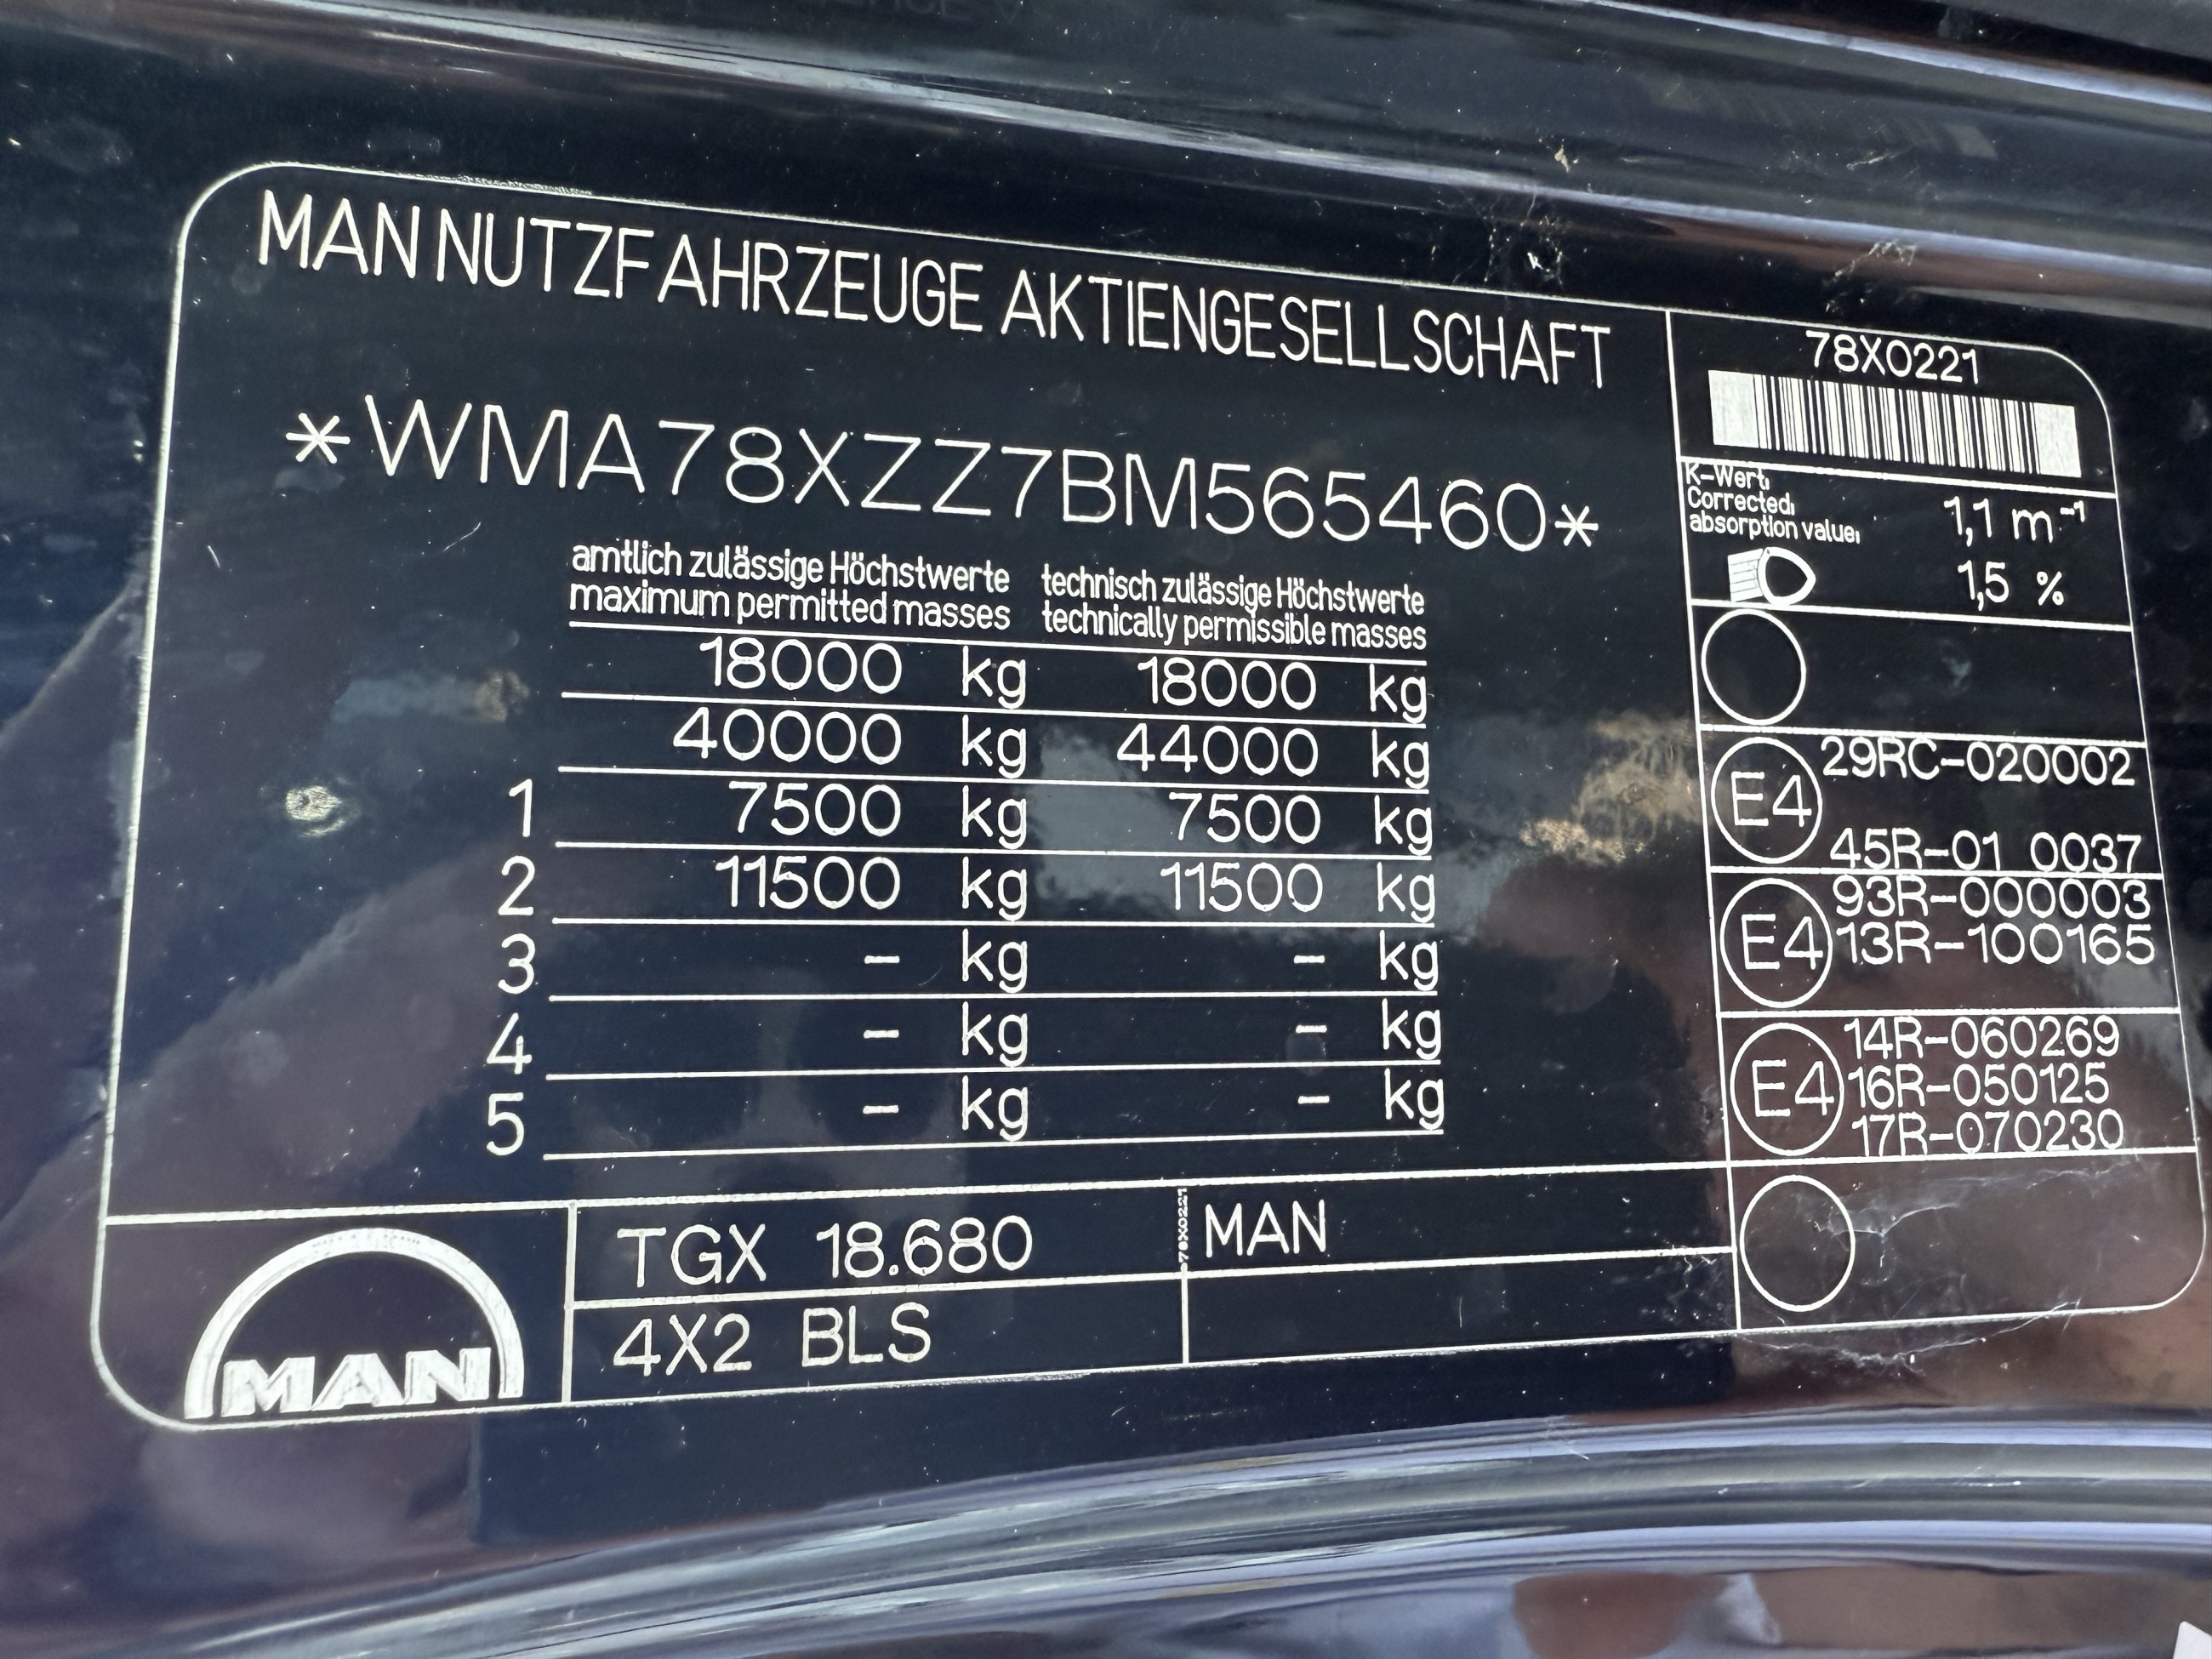 MAN NUTZFAHRZEUGE AKTIENGESELLSCHAFT
*WMA78XZZ7BM565460*
amtlich zulässige Höchstwerte technisch zulässige Höchstwerte
maximum permitted masses technically permissible masses
18000 kg 18000 kg
40000 kg 44000 kg
1 7500 kg 7500 kg
2 11500 kg 11500 kg
3 - kg - kg
4 - kg - kg
5 - kg - kg
MAN
TGX 18.680
4X2 BLS
78X0221
MAN
78X0221
K-Wert:
Corrected:
absorption value:
1,1 m⁻¹
1,5 %
E4 29RC-020002
45R-01 0037
E4 93R-000003
13R-100165
E4 14R-060269
16R-050125
17R-070230